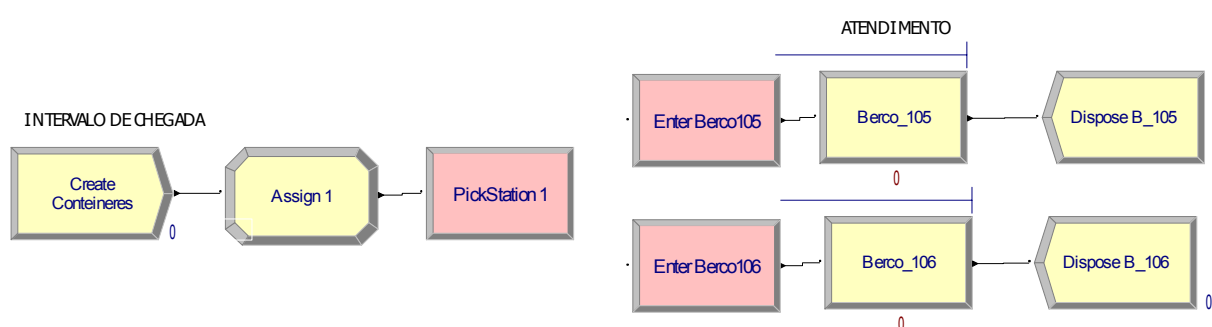 INTERVALO DE CHEGADA
Create
Conteineres
0
Assign 1
PickStation 1
ATENDIMENTO
Enter Berco105
Berco_105
0
Dispose B_105
Enter Berco106
Berco_106
0
Dispose B_106
0